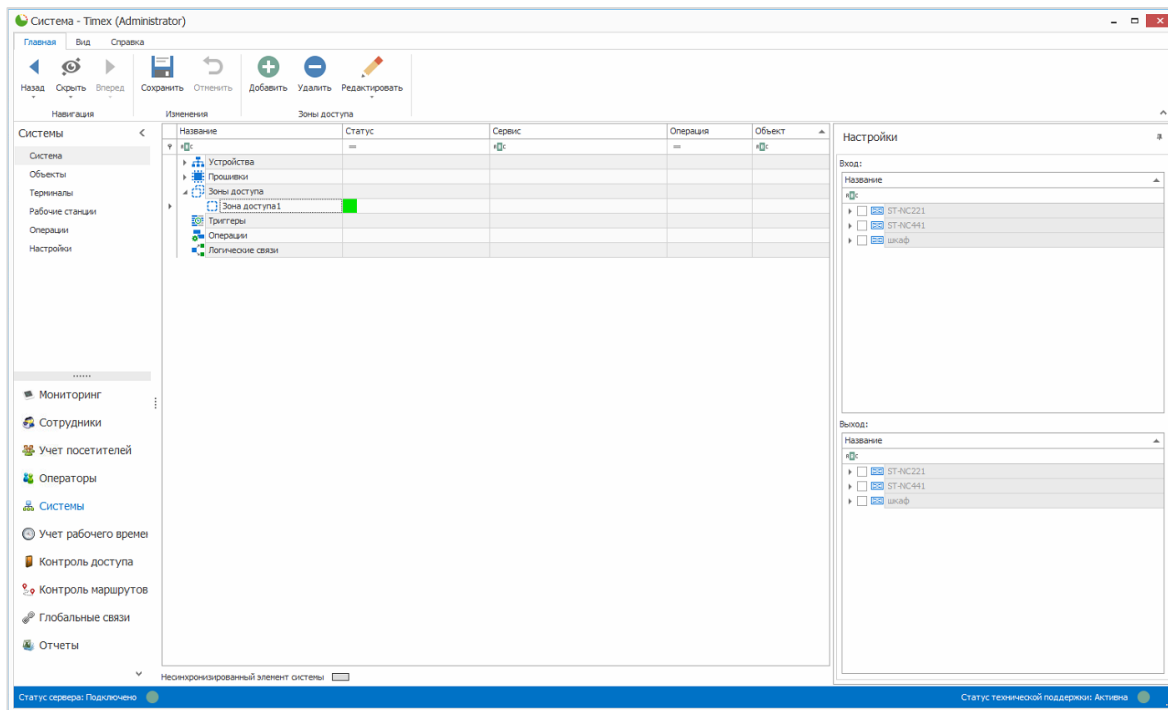 Система - Timex (Administrator)
Главная Вид Справка
Назад Скрыть Вперед Сохранить Отменить Добавить Удалить Редактировать
Навигация Изменения Зоны доступа
Системы
Система
Объекты
Терминалы
Рабочие станции
Операции
Настройки
Мониторинг
Сотрудники
Учет посетителей
Операторы
Системы
Учет рабочего времен
Контроль доступа
Контроль маршрутов
Глобальные связи
Отчеты
Название Статус Сервис Операция Объект
Устройства
Прошивки
Зоны доступа
Зона доступа1
Триггеры
Операции
Логические связи
Несинхронизированный элемент системы
Настройки
Вход:
Название
ST-NC221
ST-NC441
шкаф
Выход:
Название
ST-NC221
ST-NC441
шкаф
Статус сервера: Подключено Статус технической поддержки: Активна